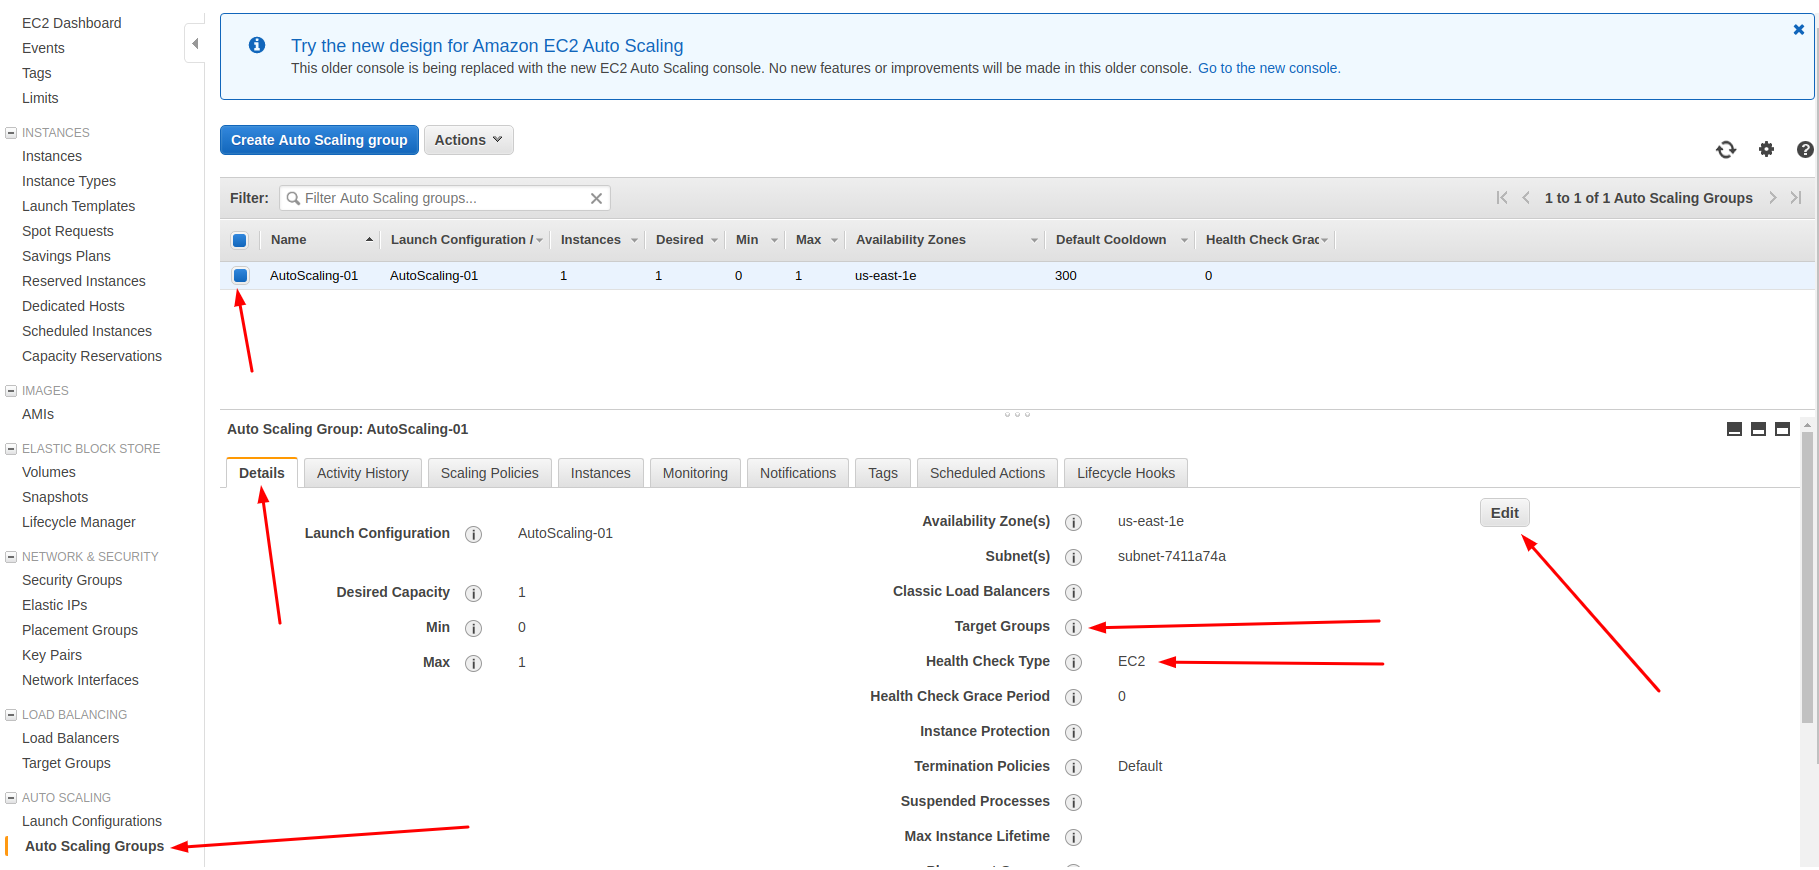 EC2 Dashboard
Events
Tags
Limits
INSTANCES
Instances
Instance Types
Launch Templates
Spot Requests
Savings Plans
Reserved Instances
Dedicated Hosts
Scheduled Instances
Capacity Reservations
IMAGES
AMIs
ELASTIC BLOCK STORE
Volumes
Snapshots
Lifecycle Manager
NETWORK & SECURITY
Security Groups
Elastic IPs
Placement Groups
Key Pairs
Network Interfaces
LOAD BALANCING
Load Balancers
Target Groups
AUTO SCALING
Launch Configurations
Auto Scaling Groups
Try the new design for Amazon EC2 Auto Scaling
This older console is being replaced with the new EC2 Auto Scaling console. No new features or improvements will be made in this older console. Go to the new console.
Create Auto Scaling group Actions
Filter: Filter Auto Scaling groups... 1 to 1 of 1 Auto Scaling Groups
Name Launch Configuration / Instances Desired Min Max Availability Zones Default Cooldown Health Check Grac
AutoScaling-01 AutoScaling-01 1 1 0 1 us-east-1e 300 0
Auto Scaling Group: AutoScaling-01
Details Activity History Scaling Policies Instances Monitoring Notifications Tags Scheduled Actions Lifecycle Hooks
Edit
Launch Configuration AutoScaling-01
Desired Capacity 1
Min 0
Max 1
Availability Zone(s) us-east-1e
Subnet(s) subnet-7411a74a
Classic Load Balancers
Target Groups
Health Check Type EC2
Health Check Grace Period 0
Instance Protection
Termination Policies Default
Suspended Processes
Max Instance Lifetime